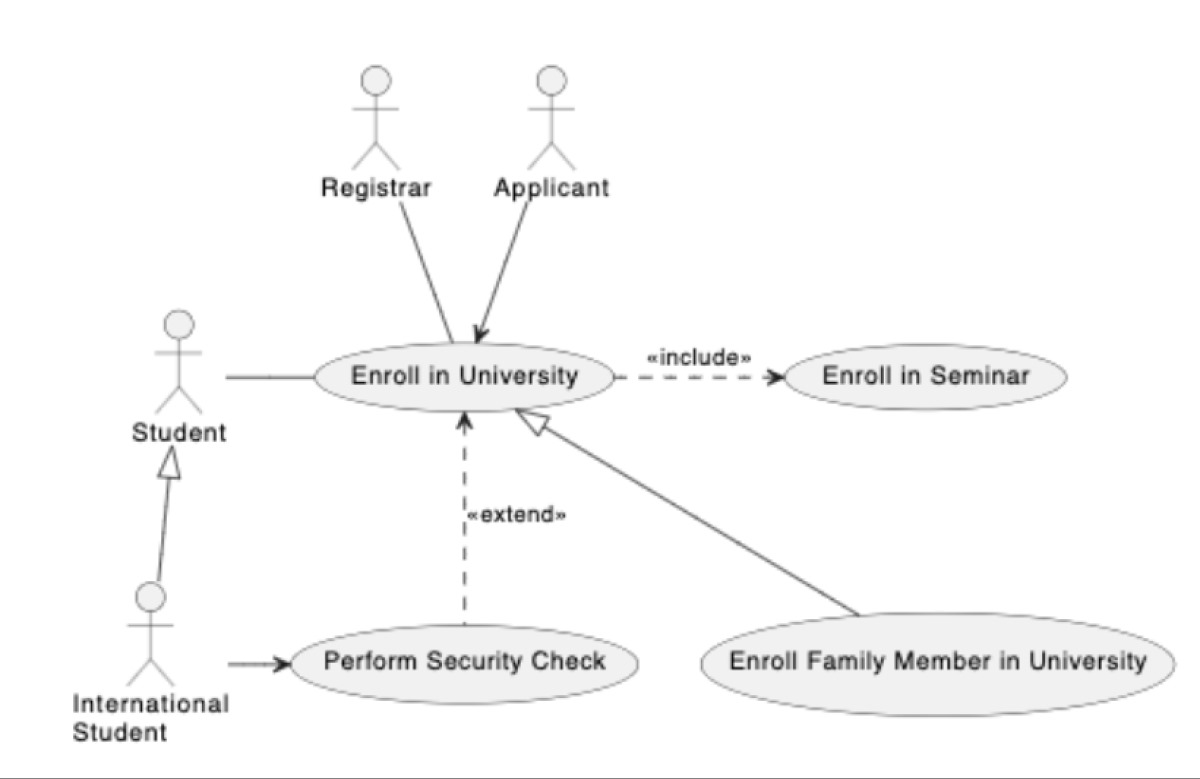 Registrar
Applicant
Student
Enroll in University
«include»
Enroll in Seminar
«extend»
International
Student
Perform Security Check
Enroll Family Member in University